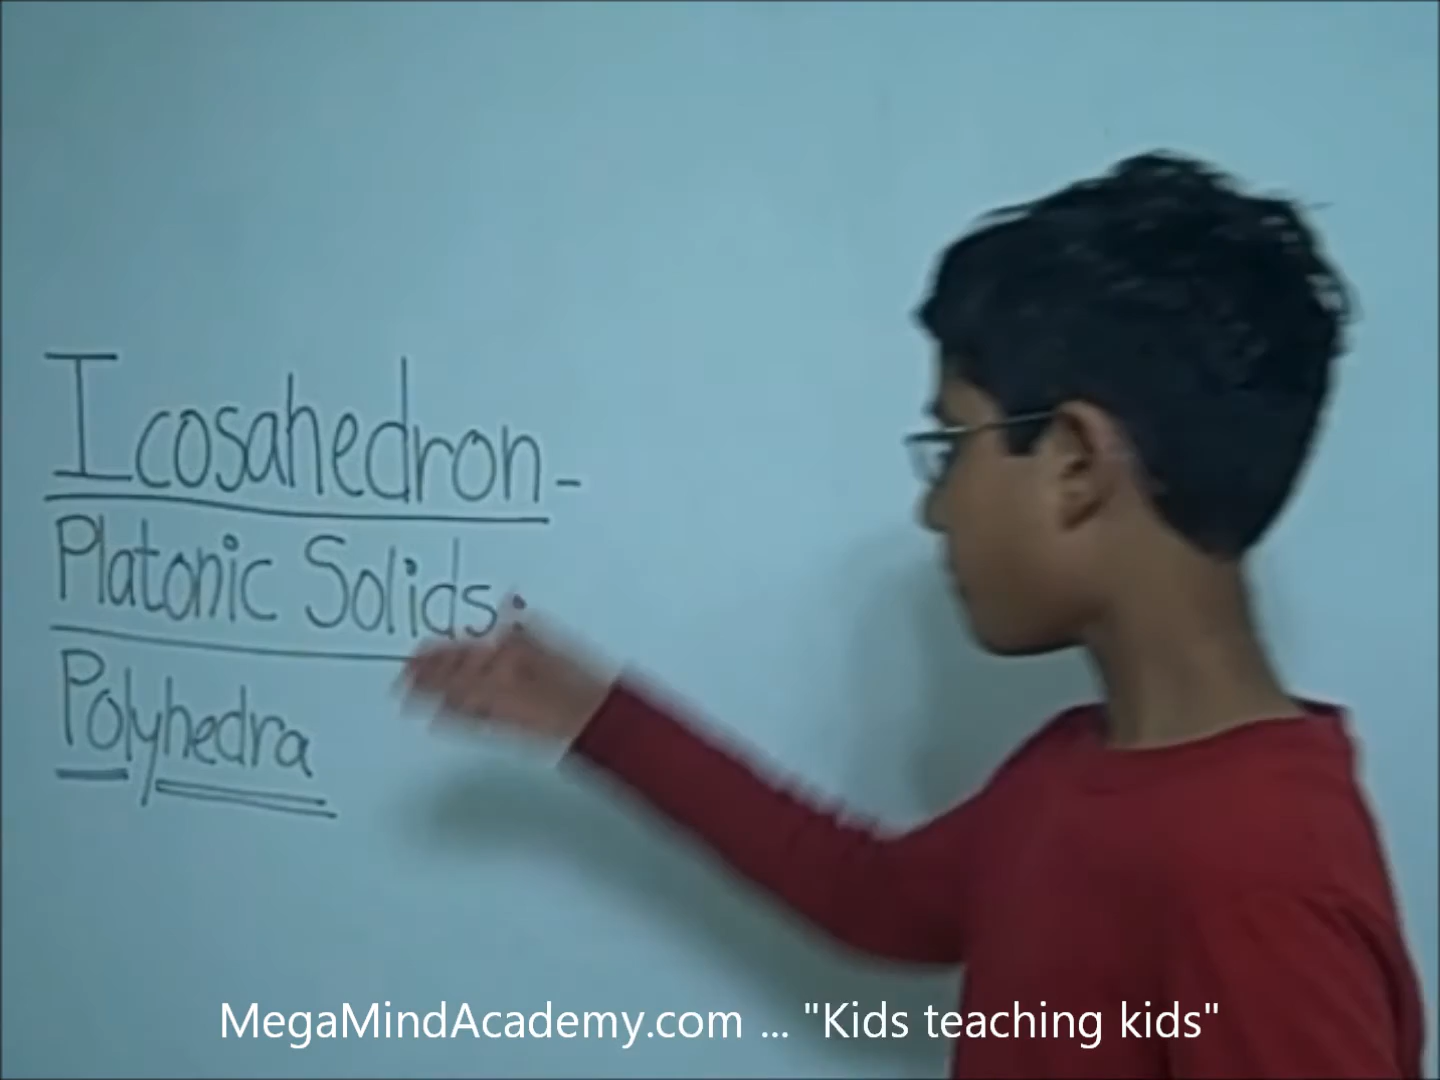 Icosahedron-
Platonic Solids:
Polyhedra
MegaMindAcademy.com ... "Kids teaching kids"